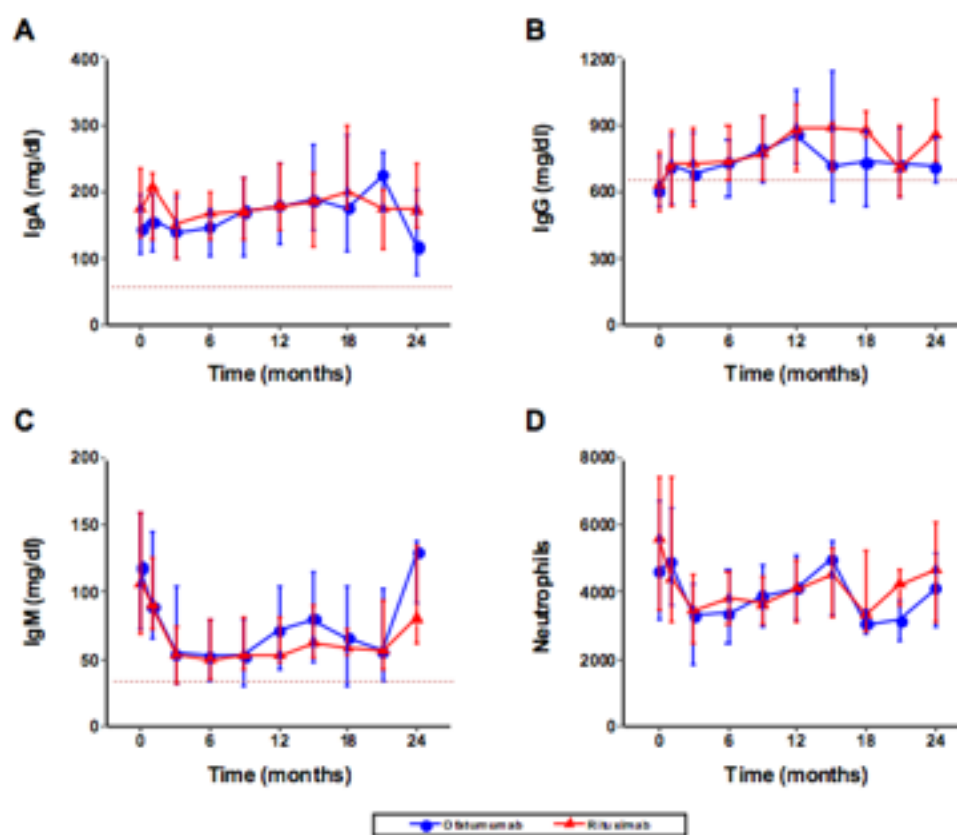 A
400
300
200
100
0
IgA (mg/dl)
0 6 12 18 24
Time (months)
B
1200
900
600
300
0
IgG (mg/dl)
0 6 12 18 24
Time (months)
C
200
150
100
50
0
IgM (mg/dl)
0 6 12 18 24
Time (months)
D
8000
6000
4000
2000
0
Neutrophils
0 6 12 18 24
Time (months)
Ofatumumab Rituximab